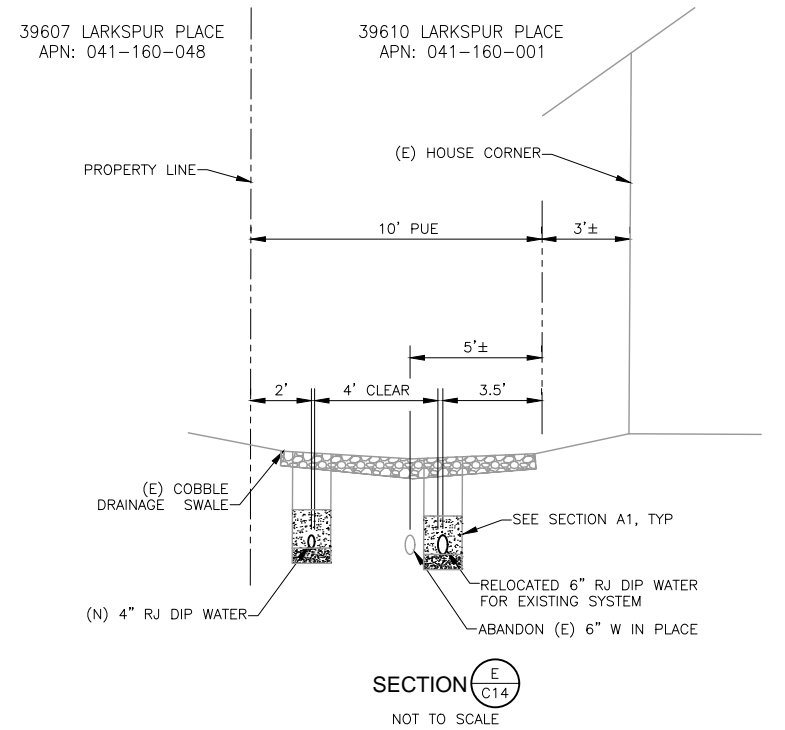 39607 LARKSPUR PLACE
APN: 041-160-048
39610 LARKSPUR PLACE
APN: 041-160-001
(E) HOUSE CORNER
PROPERTY LINE
10' PUE
3'±
5'±
2'
4' CLEAR
3.5'
(E) COBBLE
DRAINAGE SWALE
SEE SECTION A1, TYP
RELOCATED 6" RJ DIP WATER
FOR EXISTING SYSTEM
(N) 4" RJ DIP WATER
ABANDON (E) 6" W IN PLACE
SECTION
E
C14
NOT TO SCALE